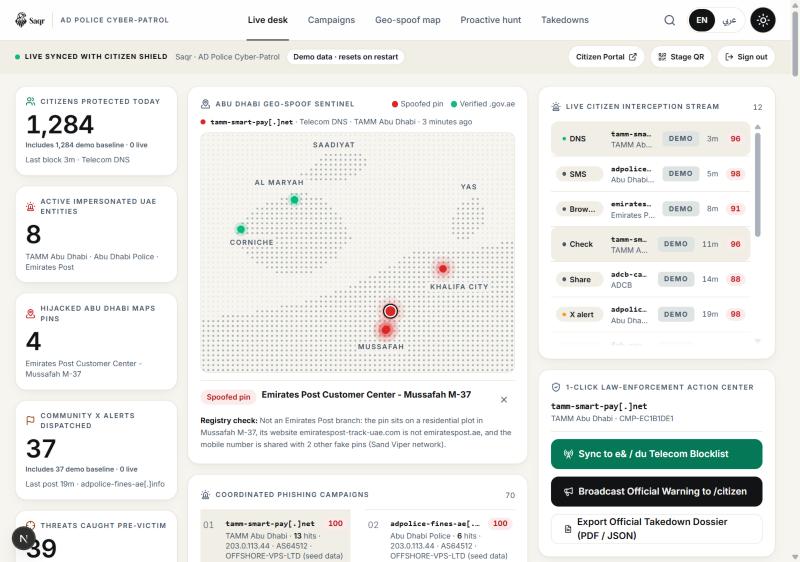 Saqr
AD POLICE CYBER-PATROL
Live desk
Campaigns
Geo-spoof map
Proactive hunt
Takedowns
EN
عربي
LIVE SYNCED WITH CITIZEN SHIELD
Saqr · AD Police Cyber-Patrol
Demo data · resets on restart
Citizen Portal
Stage QR
Sign out
CITIZENS PROTECTED TODAY
1,284
Includes 1,284 demo baseline · 0 live
Last block 3m · Telecom DNS
ACTIVE IMPERSONATED UAE
ENTITIES
8
TAMM Abu Dhabi · Abu Dhabi Police ·
Emirates Post
HIJACKED ABU DHABI MAPS
PINS
4
Emirates Post Customer Center -
Mussafah M-37
COMMUNITY X ALERTS
DISPATCHED
37
Includes 37 demo baseline · 0 live
Last post 19m · adpolice-fines-ae[.]info
THREATS CAUGHT PRE-VICTIM
39
N
ABU DHABI GEO-SPOOF SENTINEL
Spoofed pin
Verified .gov.ae
tamm-smart-pay[.]net · Telecom DNS · TAMM Abu Dhabi · 3 minutes ago
SAADIYAT
AL MARYAH
YAS
CORNICHE
KHALIFA CITY
MUSSAFAH
Spoofed pin
Emirates Post Customer Center - Mussafah M-37
Registry check: Not an Emirates Post branch: the pin sits on a residential plot in
Mussafah M-37, its website emiratespost-track-uae.com is not emiratespost.ae, and the
mobile number is shared with 2 other fake pins (Sand Viper network).
COORDINATED PHISHING CAMPAIGNS
70
01
tamm-smart-pay[.]net
100
TAMM Abu Dhabi · 13 hits ·
203.0.113.44 · AS64512 ·
OFFSHORE-VPS-LTD (seed data)
02
adpolice-fines-ae[.…
100
Abu Dhabi Police · 6 hits ·
203.0.113.44 · AS64512 ·
OFFSHORE-VPS-LTD (seed data)
LIVE CITIZEN INTERCEPTION STREAM
12
DNS
tamm-sma…
TAMM Ab…
DEMO
3m
96
SMS
adpolice…
Abu Dhabi…
DEMO
5m
98
Brow…
emirates…
Emirates P…
DEMO
8m
91
Check
tamm-sm…
TAMM A…
DEMO
11m
96
Share
adcb-ca…
ADCB
DEMO
14m
88
X alert
adpolic…
Abu Dha…
DEMO
19m
98
1-CLICK LAW-ENFORCEMENT ACTION CENTER
tamm-smart-pay[.]net
TAMM Abu Dhabi · CMP-EC1B1DE1
Sync to e& / du Telecom Blocklist
Broadcast Official Warning to /citizen
Export Official Takedown Dossier
(PDF / JSON)